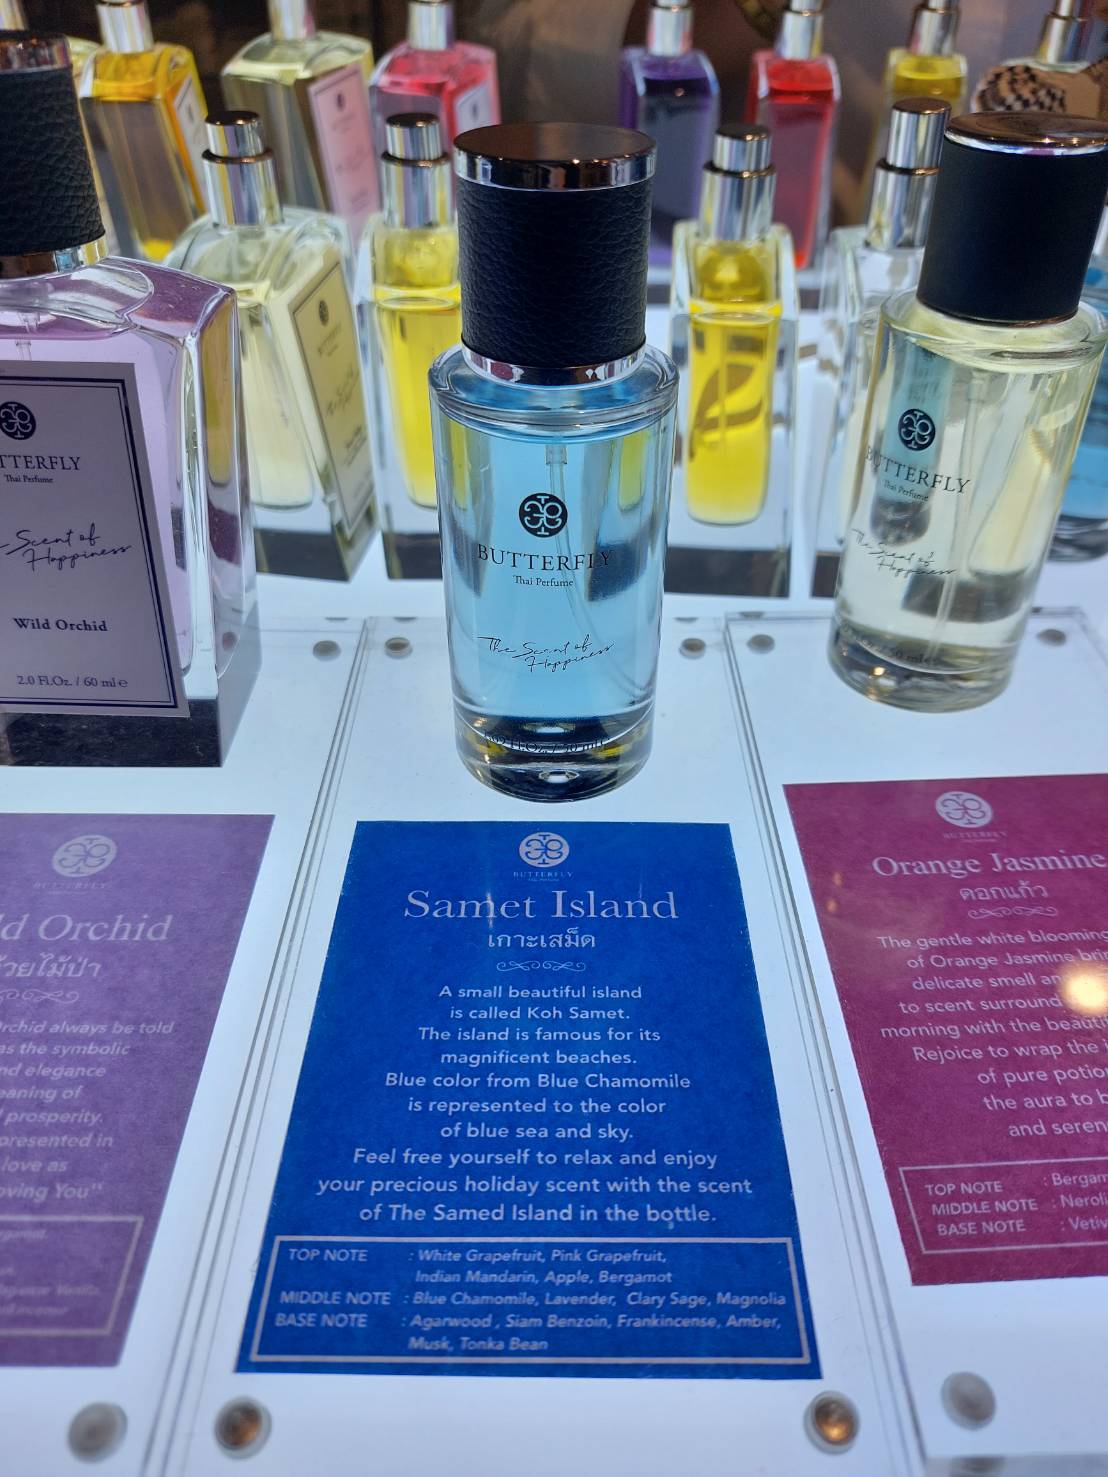 TTERFLY
Thai Perfume
Scent of
Happiness
Wild Orchid
2.0 Fl.Oz. / 60 ml e
BUTTERFLY
Thai Perfume
The Scent of
Happiness
BUTTERFLY
Thai Perfume
The Scent of
Happiness
BUTTERFLY
ld Orchid
วยไม้ป่า
Orchid always be told
as the symbolic
nd elegance
eaning of
prosperity.
presented in
love as
oving You"
BUTTERFLY
Thai Perfume
Samet Island
เกาะเสม็ด
A small beautiful island
is called Koh Samet.
The island is famous for its
magnificent beaches.
Blue color from Blue Chamomile
is represented to the color
of blue sea and sky.
Feel free yourself to relax and enjoy
your precious holiday scent with the scent
of The Samed Island in the bottle.
TOP NOTE : White Grapefruit, Pink Grapefruit,
Indian Mandarin, Apple, Bergamot
MIDDLE NOTE : Blue Chamomile, Lavender, Clary Sage, Magnolia
BASE NOTE : Agarwood , Siam Benzoin, Frankincense, Amber,
Musk, Tonka Bean
BUTTERFLY
Orange Jasmine
ดอกแก้ว
The gentle white blooming
of Orange Jasmine brin
delicate smell an
to scent surround
morning with the beauti
Rejoice to wrap the i
of pure potion
the aura to b
and seren
TOP NOTE : Bergam
MIDDLE NOTE : Neroli
BASE NOTE : Vetiv